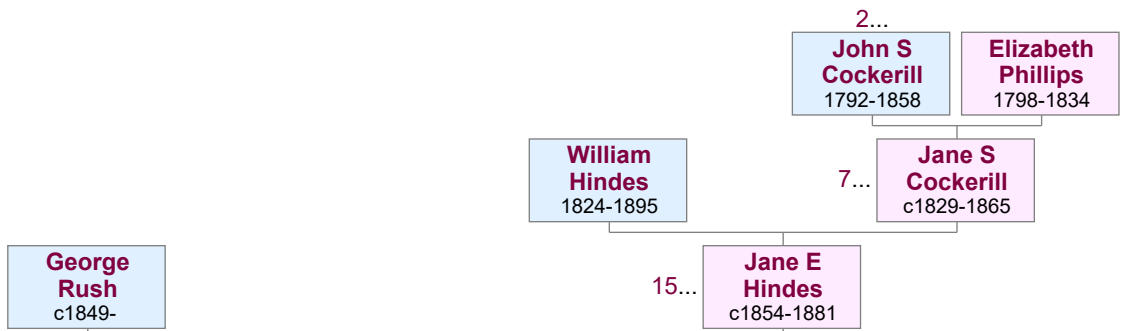 2...
John S
Cockerill
1792-1858
Elizabeth
Phillips
1798-1834
William
Hindes
1824-1895
7...
Jane S
Cockerill
c1829-1865
George
Rush
c1849-
15...
Jane E
Hindes
c1854-1881